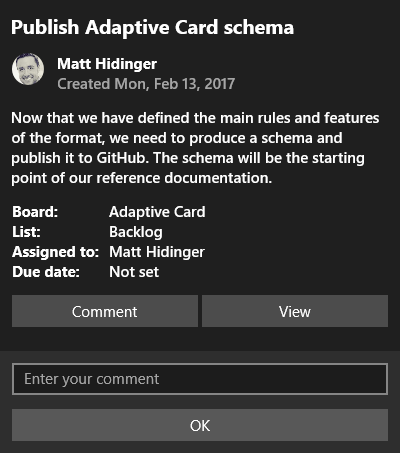 Publish Adaptive Card schema
Matt Hidinger
Created Mon, Feb 13, 2017
Now that we have defined the main rules and features
of the format, we need to produce a schema and
publish it to GitHub. The schema will be the starting
point of our reference documentation.
Board: Adaptive Card
List: Backlog
Assigned to: Matt Hidinger
Due date: Not set
Comment View
Enter your comment
OK